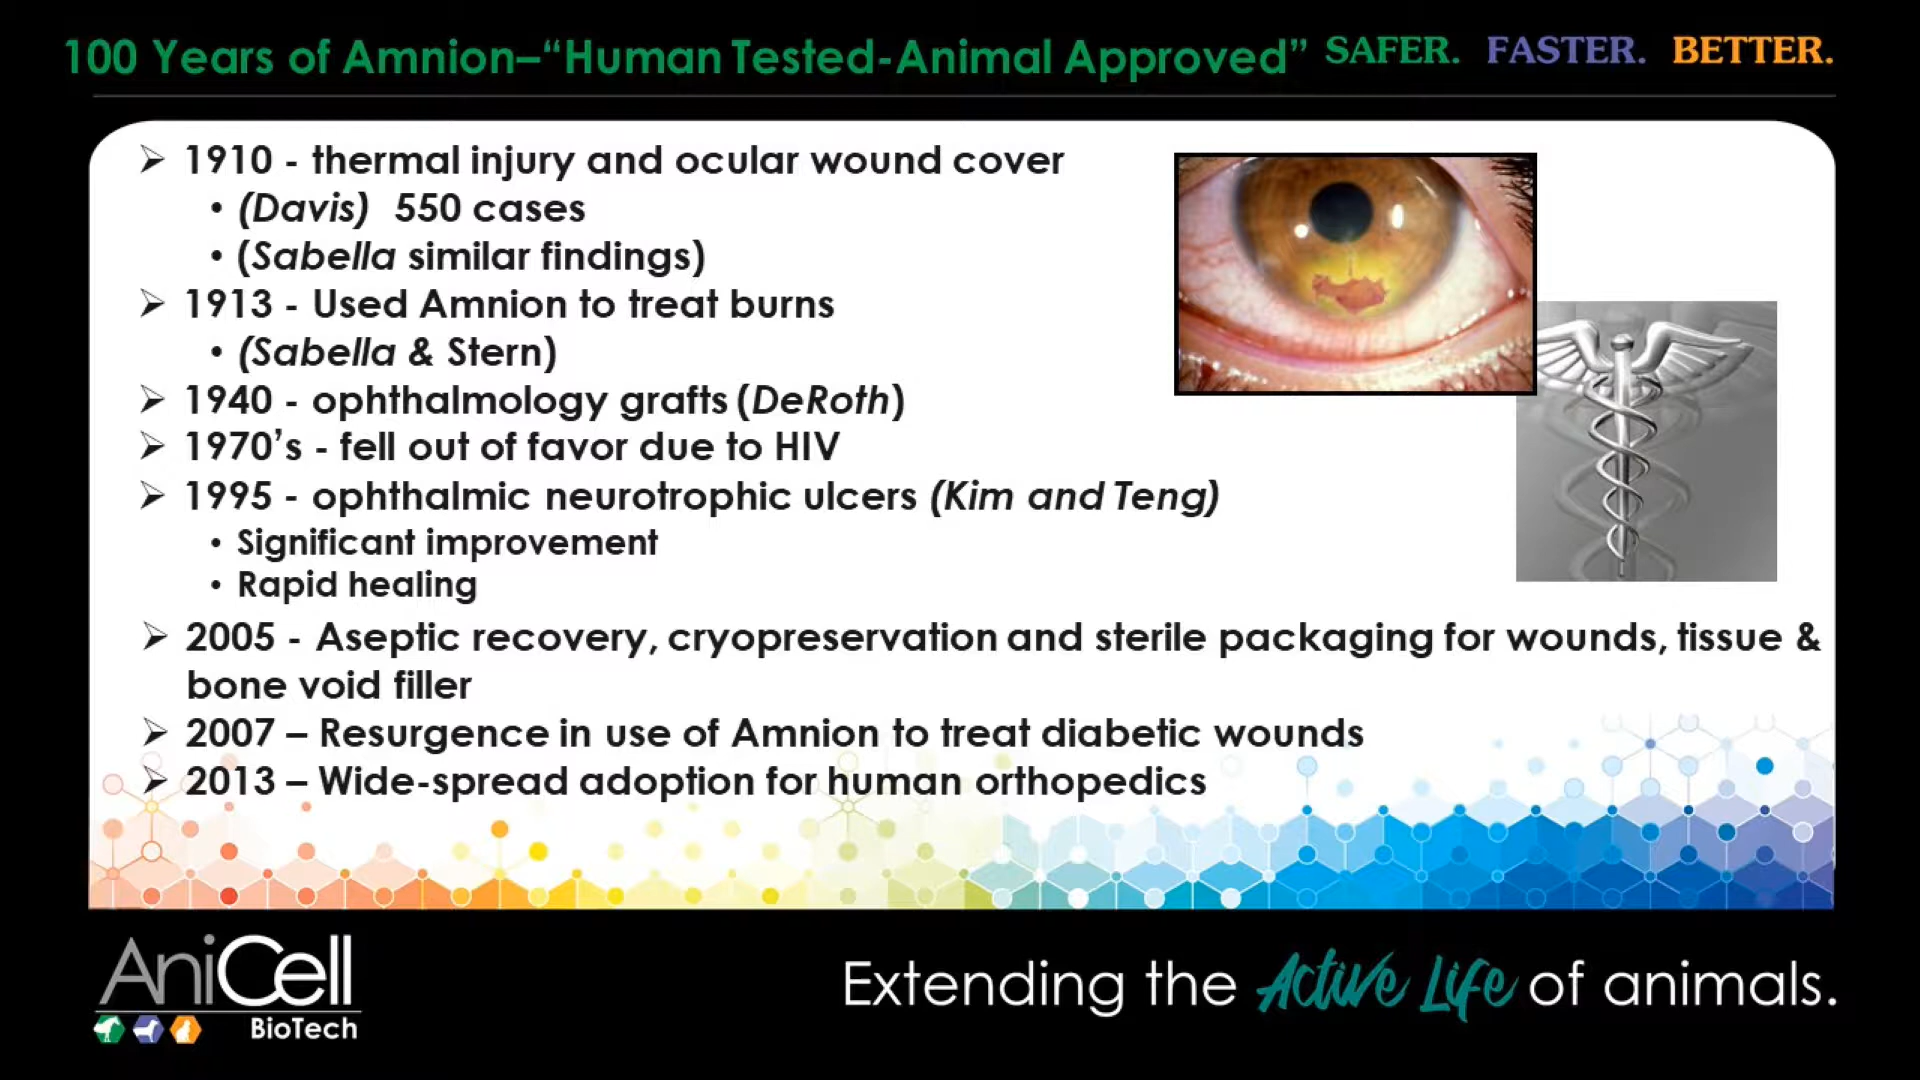 100 Years of Amnion–“Human Tested-Animal Approved” SAFER. FASTER. BETTER.
➢ 1910 - thermal injury and ocular wound cover
• (Davis) 550 cases
• (Sabella similar findings)
➢ 1913 - Used Amnion to treat burns
• (Sabella & Stern)
➢ 1940 - ophthalmology grafts (DeRoth)
➢ 1970’s - fell out of favor due to HIV
➢ 1995 - ophthalmic neurotrophic ulcers (Kim and Teng)
• Significant improvement
• Rapid healing
➢ 2005 - Aseptic recovery, cryopreservation and sterile packaging for wounds, tissue &
bone void filler
➢ 2007 – Resurgence in use of Amnion to treat diabetic wounds
➢ 2013 – Wide-spread adoption for human orthopedics
AniCell
BioTech
Extending the Active Life of animals.